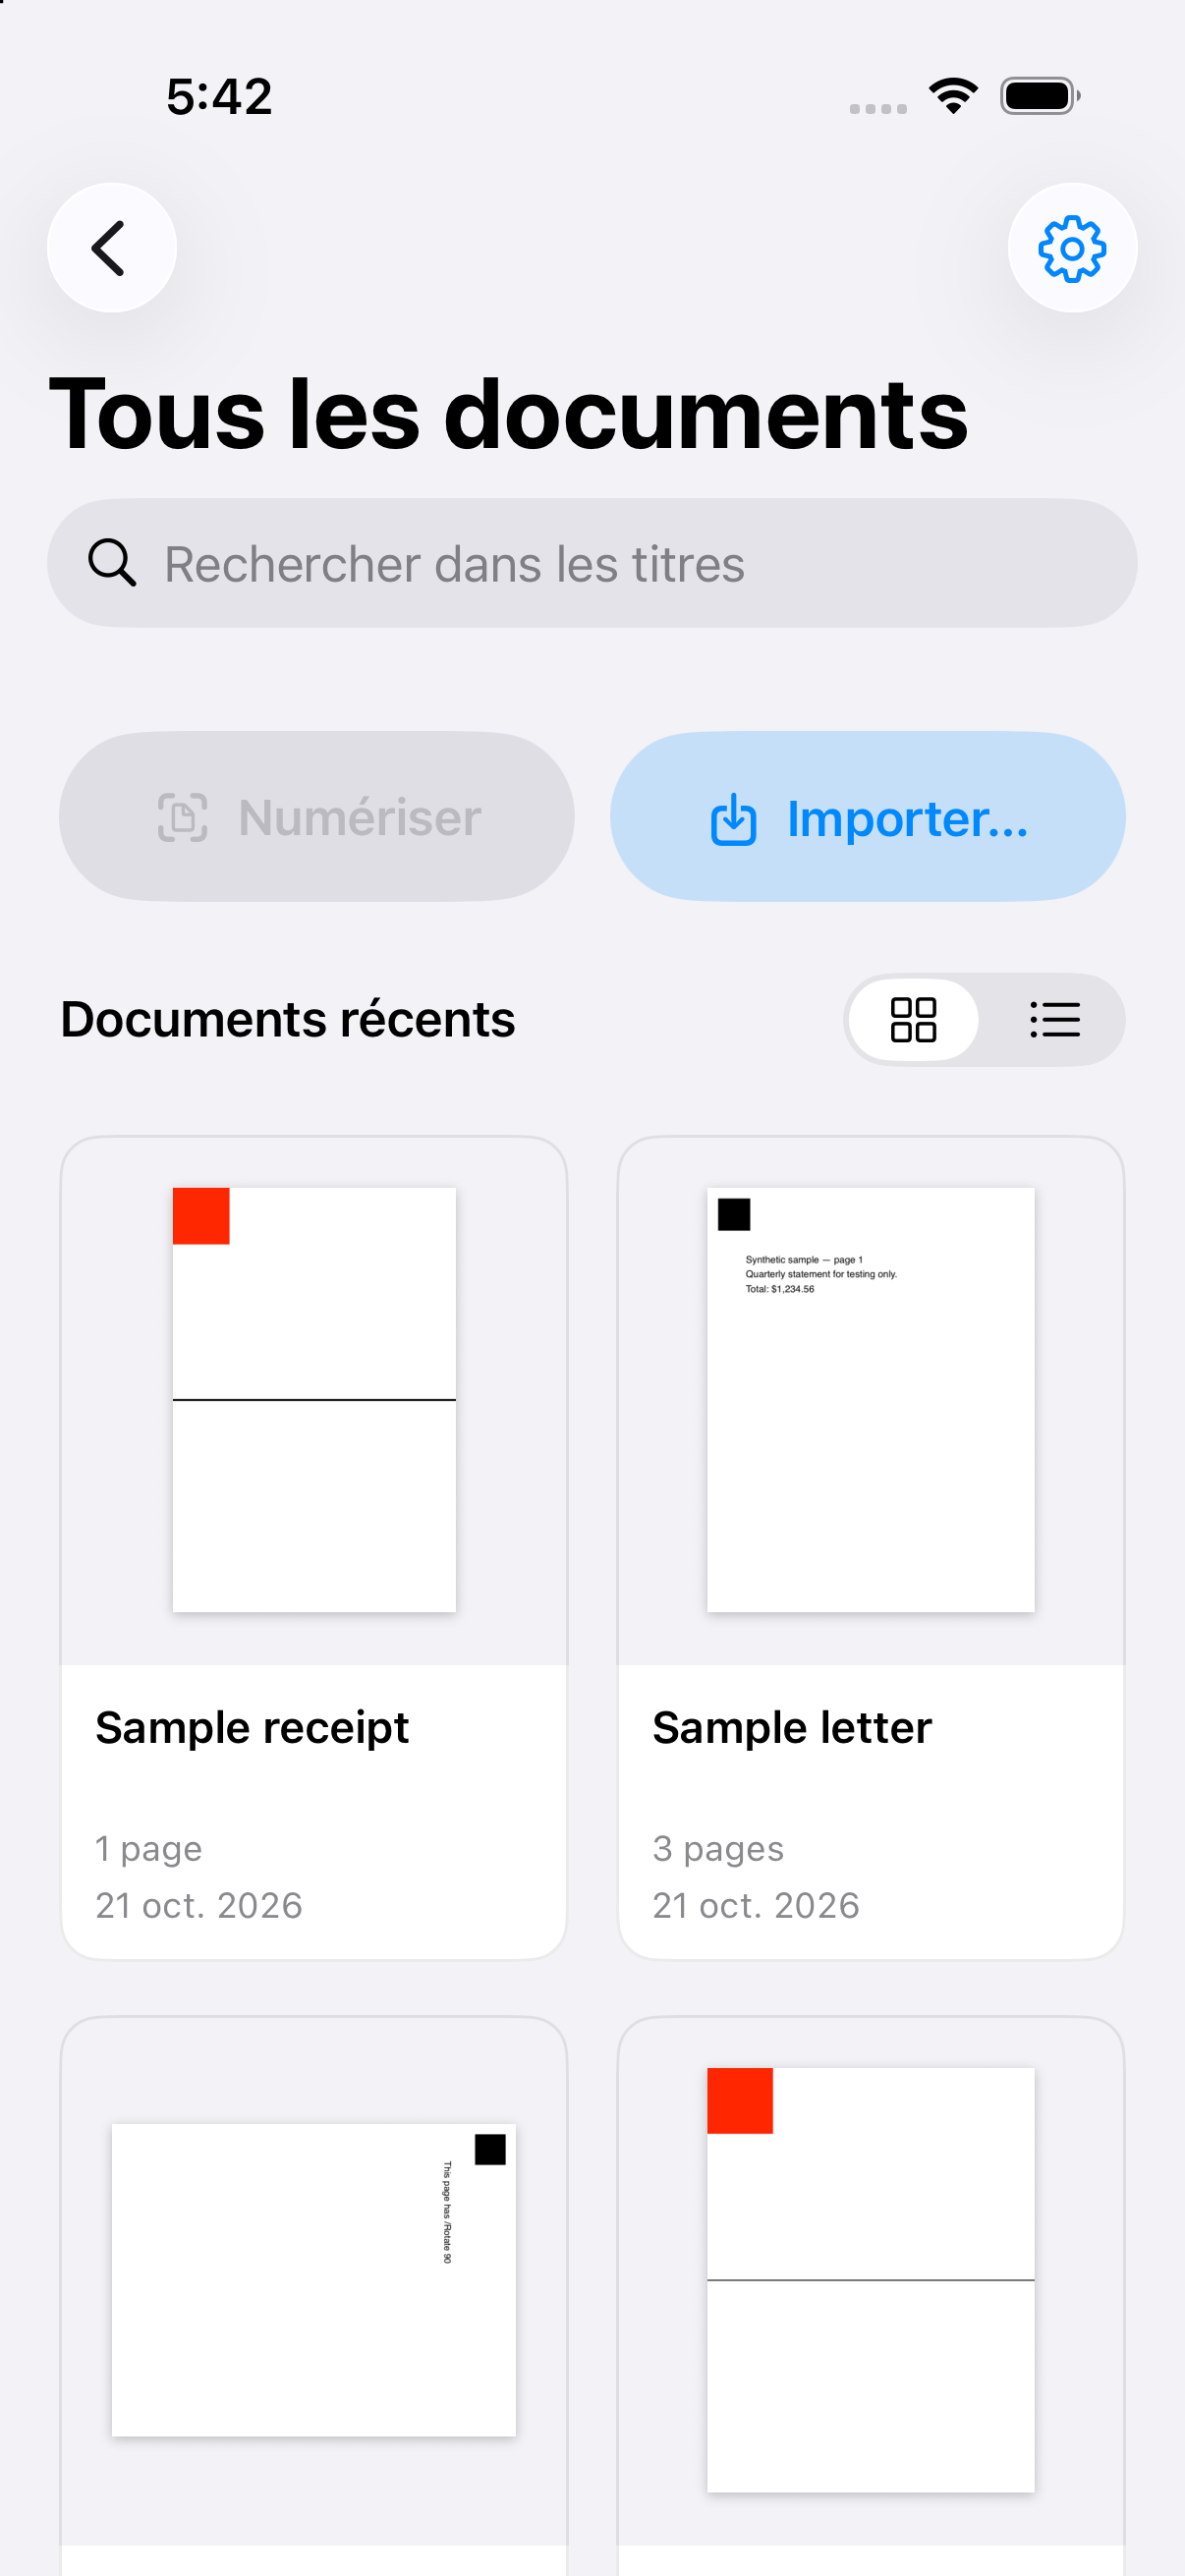 5:42
Tous les documents
Rechercher dans les titres
Numériser
Importer...
Documents récents
Synthetic sample — page 1
Quarterly statement for testing only.
Total: $1,234.56
Sample receipt
1 page
21 oct. 2026
Sample letter
3 pages
21 oct. 2026
This page has /Rotate 90